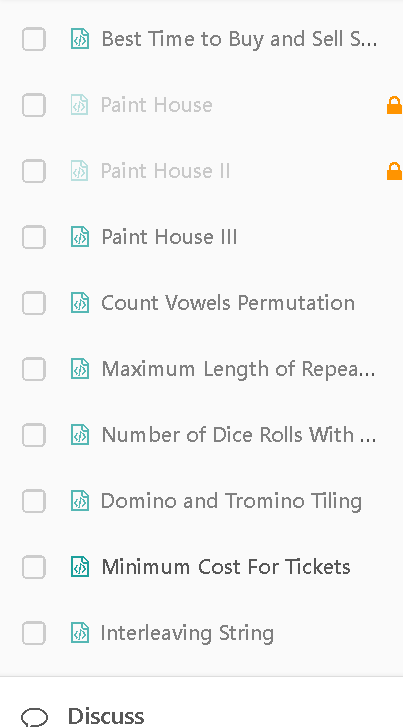 Best Time to Buy and Sell S...
Paint House
Paint House II
Paint House III
Count Vowels Permutation
Maximum Length of Repea...
Number of Dice Rolls With ...
Domino and Tromino Tiling
Minimum Cost For Tickets
Interleaving String
Discuss